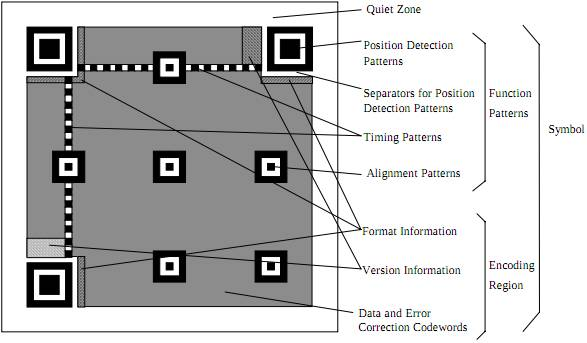 Quiet Zone
Position Detection
Patterns
Separators for Position
Detection Patterns
Timing Patterns
Alignment Patterns
Function
Patterns
Symbol
Format Information
Version Information
Encoding
Region
Data and Error
Correction Codewords